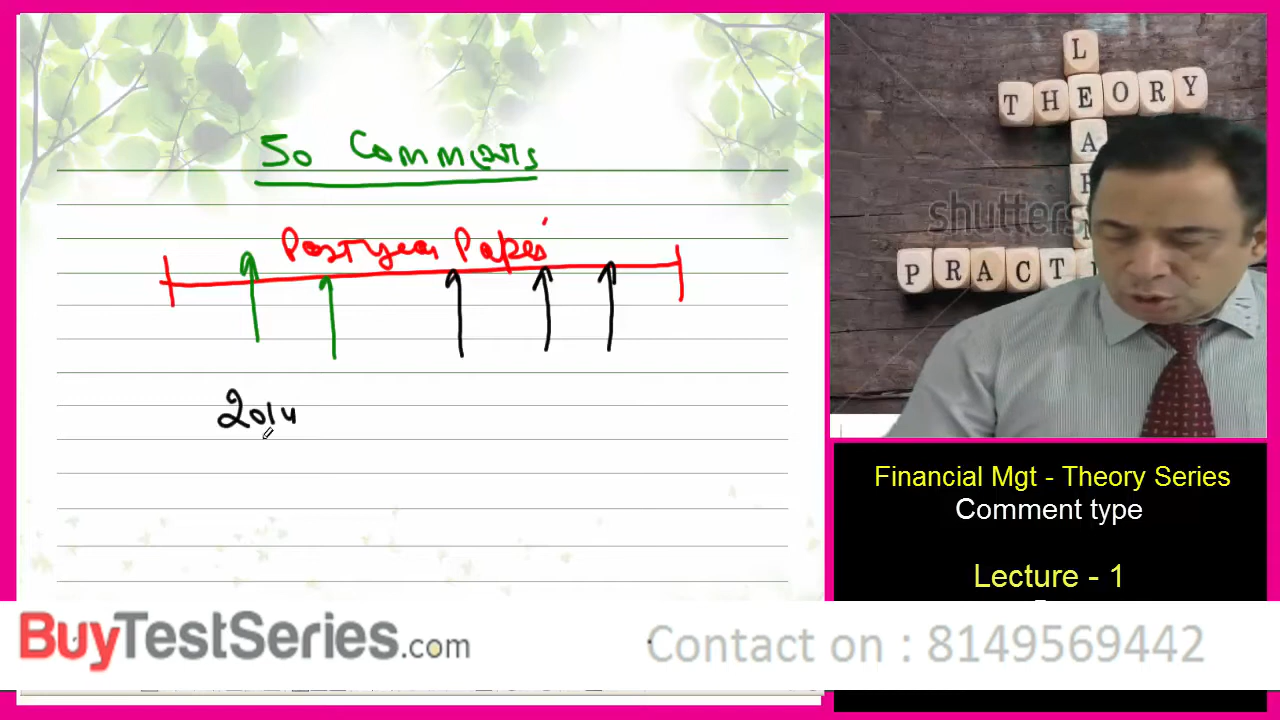 50 Comments
Past year Papers
2014
L
THEORY
A
R
N
shutters
PRACTI
Financial Mgt - Theory Series
Comment type
Lecture - 1
BuyTestSeries.com
Contact on : 8149569442